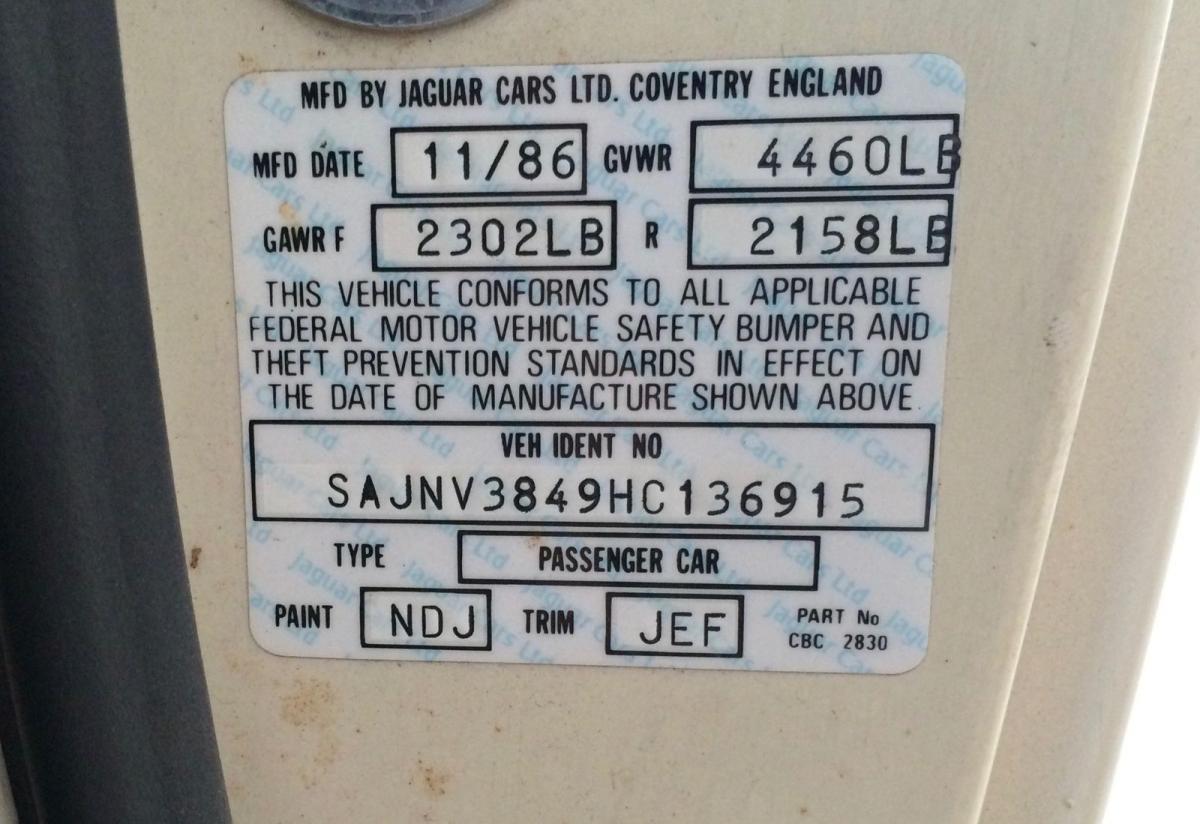 MFD BY JAGUAR CARS LTD. COVENTRY ENGLAND
MFD DATE 11/86 GVWR 4460LB
GAWR F 2302LB R 2158LB
THIS VEHICLE CONFORMS TO ALL APPLICABLE
FEDERAL MOTOR VEHICLE SAFETY BUMPER AND
THEFT PREVENTION STANDARDS IN EFFECT ON
THE DATE OF MANUFACTURE SHOWN ABOVE
VEH IDENT NO
SAJNV3849HC136915
TYPE PASSENGER CAR
PAINT NDJ TRIM JEF PART No
CBC 2830